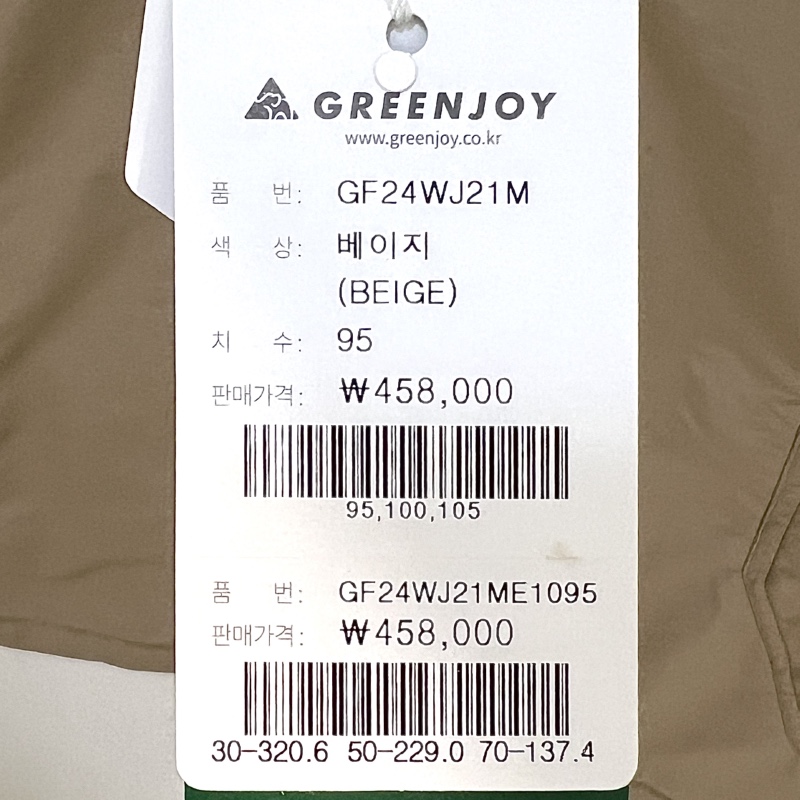 GREENJOY
www.greenjoy.co.kr
품 번: GF24WJ21M
색 상: 베이지
(BEIGE)
치 수: 95
판매가격: ₩458,000
95,100,105
품 번: GF24WJ21ME1095
판매가격: ₩458,000
30-320.6 50-229.0 70-137.4